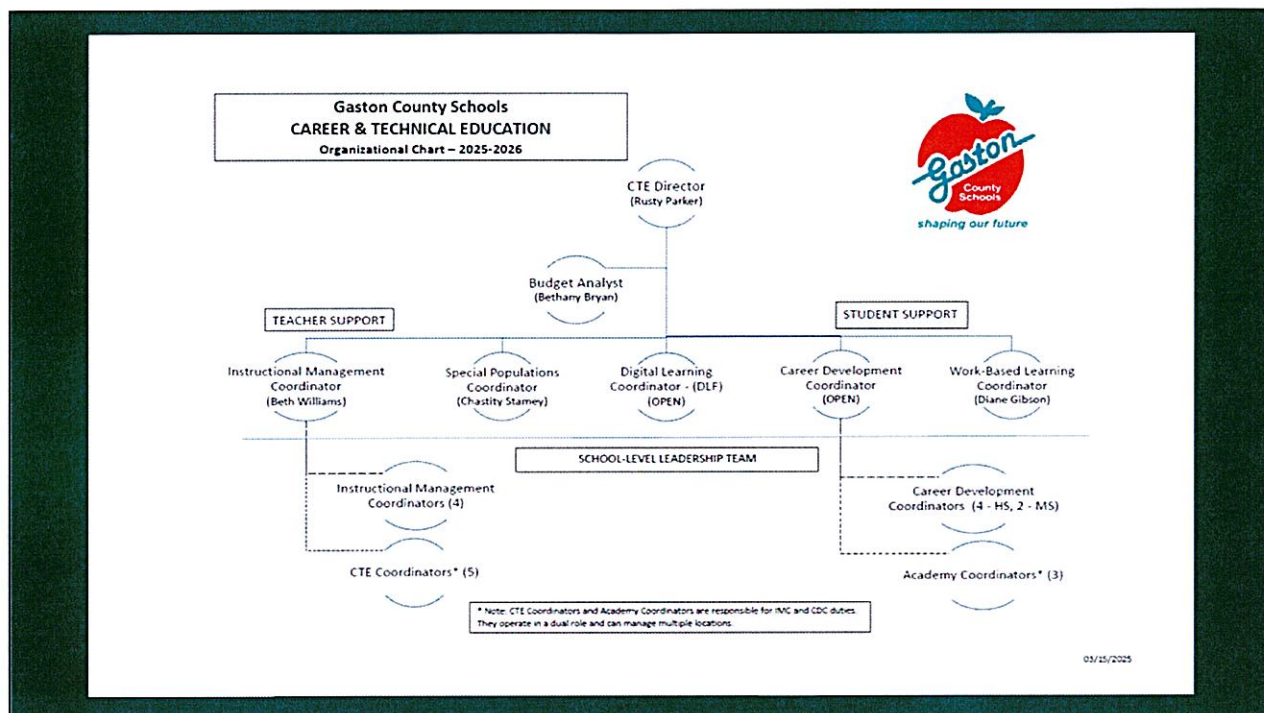 Gaston County Schools
CAREER & TECHNICAL EDUCATION
Organizational Chart – 2025-2026
Gaston
County
Schools
shaping our future
CTE Director
(Rusty Parker)
Budget Analyst
(Bethany Bryan)
TEACHER SUPPORT
STUDENT SUPPORT
Instructional Management
Coordinator
(Beth Williams)
Special Populations
Coordinator
(Chastity Stamey)
Digital Learning
Coordinator - (DLF)
(OPEN)
Career Development
Coordinator
(OPEN)
Work-Based Learning
Coordinator
(Diane Gibson)
SCHOOL-LEVEL LEADERSHIP TEAM
Instructional Management
Coordinators (4)
Career Development
Coordinators (4 - HS, 2 - MS)
CTE Coordinators* (5)
Academy Coordinators* (3)
* Note: CTE Coordinators and Academy Coordinators are responsible for IMC and CDC duties.
They operate in a dual role and can manage multiple locations.